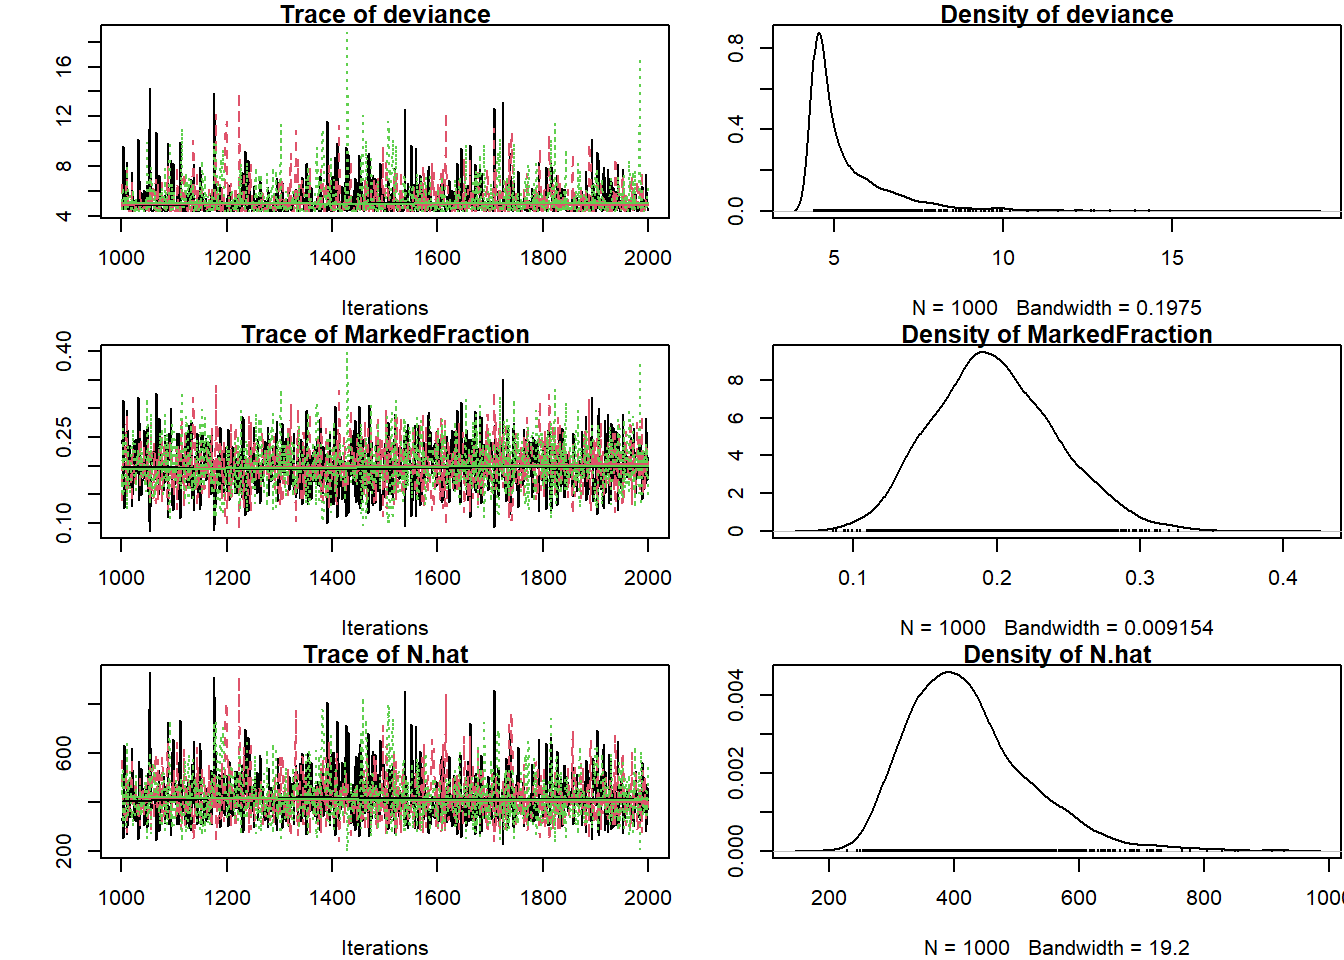 Trace of deviance
4 8 12 16
1000 1200 1400 1600 1800 2000
Iterations
Density of deviance
0.0 0.4 0.8
5 10 15
N = 1000 Bandwidth = 0.1975
Trace of MarkedFraction
0.10 0.25 0.40
1000 1200 1400 1600 1800 2000
Iterations
Density of MarkedFraction
0 2 4 6 8
0.1 0.2 0.3 0.4
N = 1000 Bandwidth = 0.009154
Trace of N.hat
200 600
1000 1200 1400 1600 1800 2000
Iterations
Density of N.hat
0.000 0.002 0.004
200 400 600 800
N = 1000 Bandwidth = 19.2